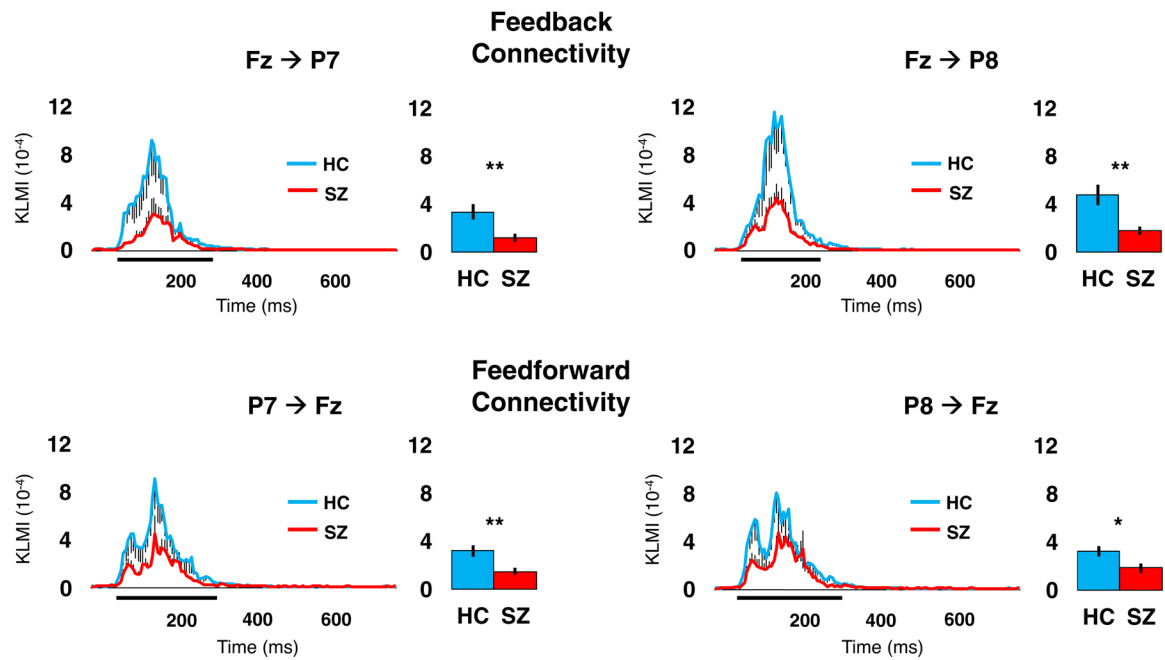 Feedback
Connectivity
Fz → P7
12
8
4
0
KLMI (10⁻⁴)
HC
SZ
200 400 600
Time (ms)
12
8
4
0
**
HC SZ
Fz → P8
12
8
4
0
KLMI (10⁻⁴)
HC
SZ
200 400 600
Time (ms)
12
8
4
0
**
HC SZ
Feedforward
Connectivity
P7 → Fz
12
8
4
0
KLMI (10⁻⁴)
HC
SZ
200 400 600
Time (ms)
12
8
4
0
**
HC SZ
P8 → Fz
12
8
4
0
KLMI (10⁻⁴)
HC
SZ
200 400 600
Time (ms)
12
8
4
0
*
HC SZ